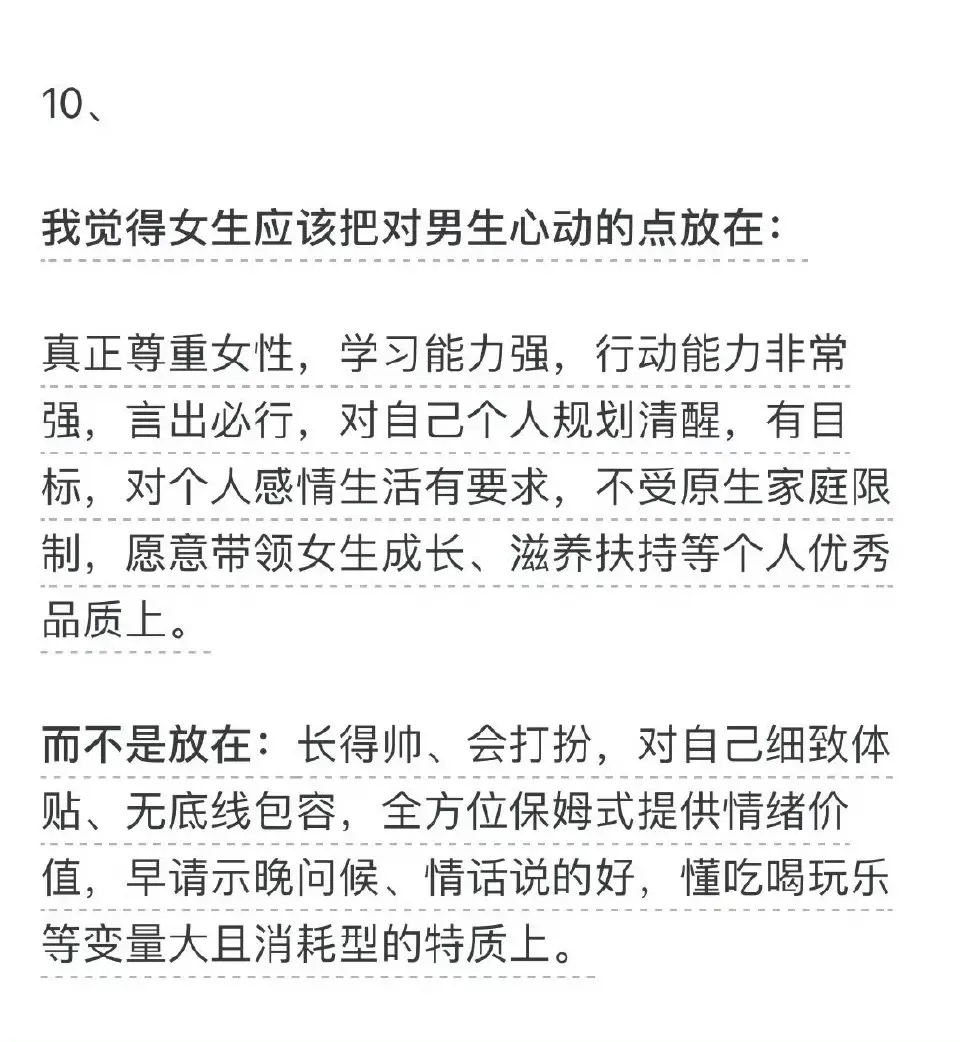 10、
我觉得女生应该把对男生心动的点放在：
真正尊重女性，学习能力强，行动能力非常
强，言出必行，对自己个人规划清醒，有目
标，对个人感情生活有要求，不受原生家庭限
制，愿意带领女生成长、滋养扶持等个人优秀
品质上。
而不是放在：长得帅、会打扮，对自己细致体
贴、无底线包容，全方位保姆式提供情绪价
值，早请示晚问候、情话说的好，懂吃喝玩乐
等变量大且消耗型的特质上。